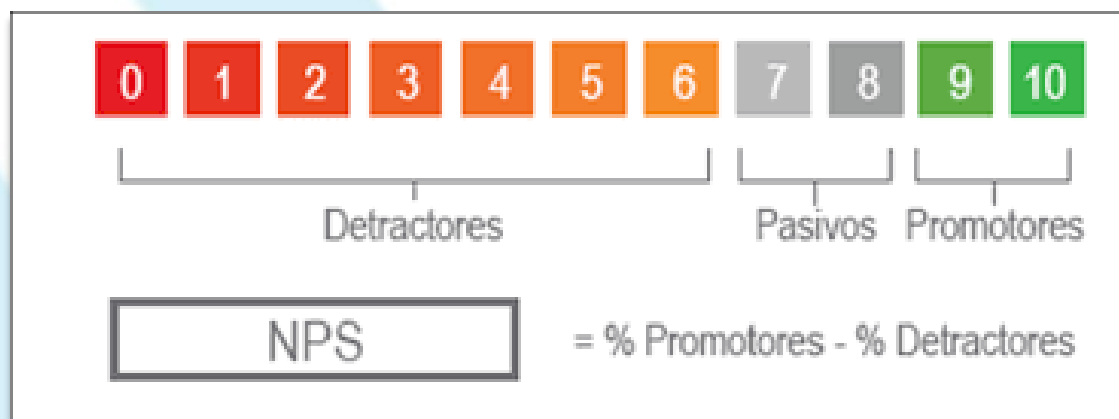 0 1 2 3 4 5 6 7 8 9 10
Detractores Pasivos Promotores
NPS = % Promotores - % Detractores